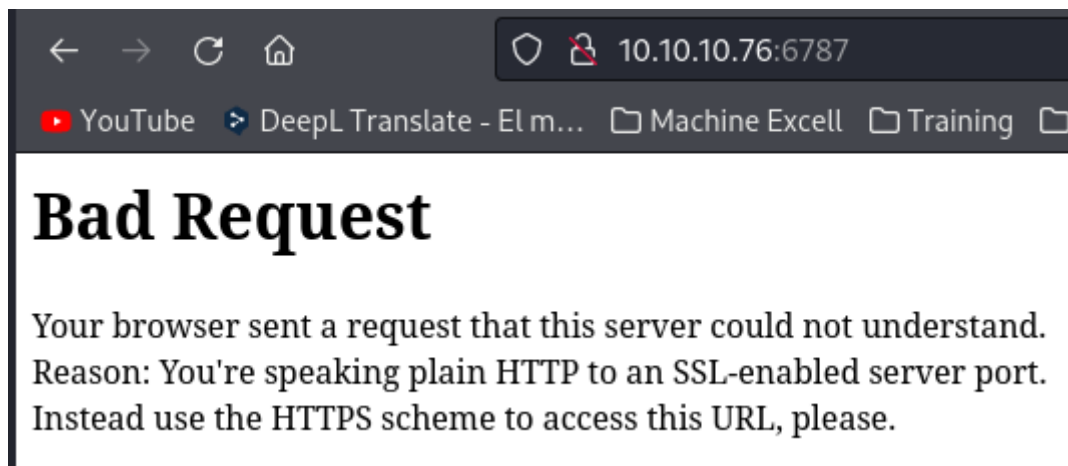 10.10.10.76:6787
YouTube DeepL Translate - El m... Machine Excell Training
Bad Request
Your browser sent a request that this server could not understand.
Reason: You're speaking plain HTTP to an SSL-enabled server port.
Instead use the HTTPS scheme to access this URL, please.